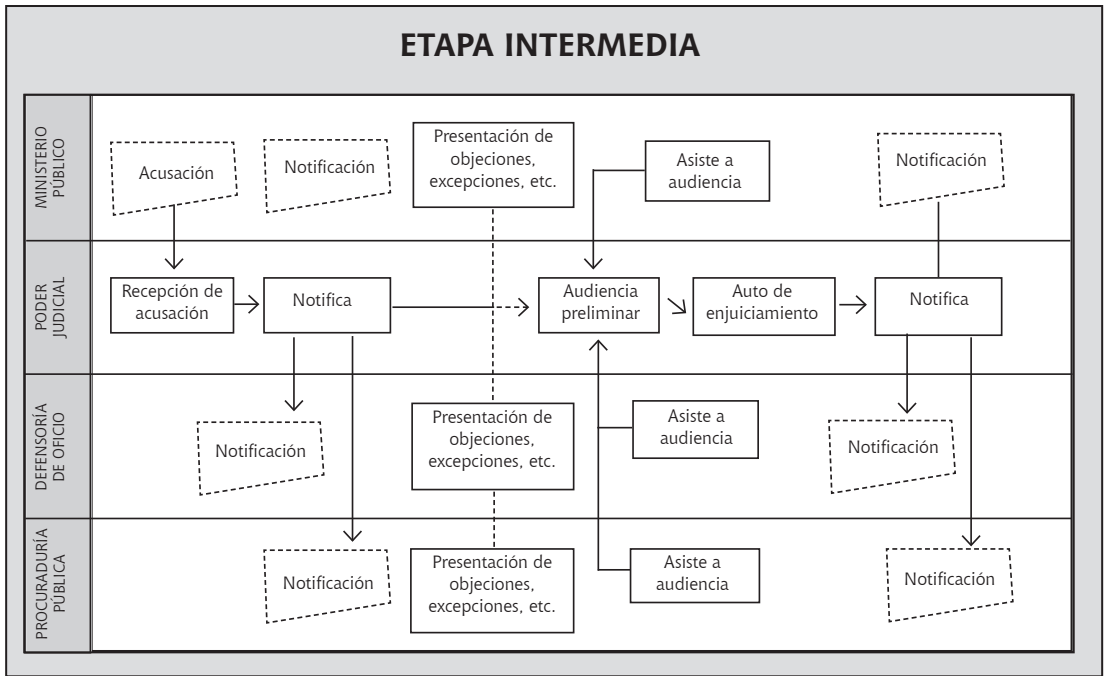 ETAPA INTERMEDIA
MINISTERIO
PÚBLICO
Acusación
Notificación
Presentación de
objeciones,
excepciones, etc.
Asiste a
audiencia
Notificación
PODER
JUDICIAL
Recepción de
acusación
Notifica
Audiencia
preliminar
Auto de
enjuiciamiento
Notifica
DEFENSORÍA
DE OFICIO
Notificación
Presentación de
objeciones,
excepciones, etc.
Asiste a
audiencia
Notificación
PROCURADURÍA
PÚBLICA
Notificación
Presentación de
objeciones,
excepciones, etc.
Asiste a
audiencia
Notificación